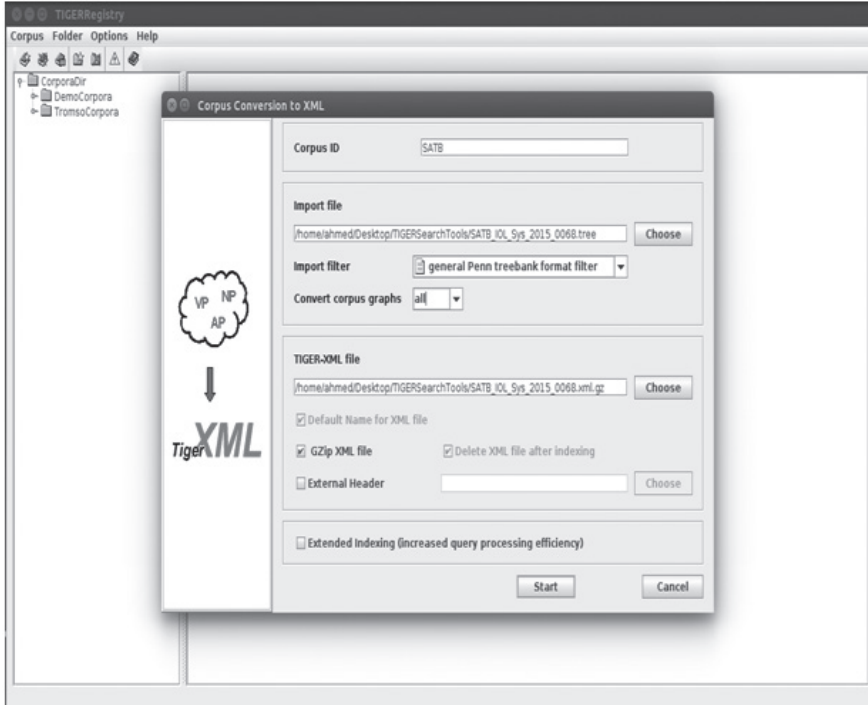 TIGERRegistry
Corpus Folder Options Help
CorporaDir
DemoCorpora
TromsoCorpora
Corpus Conversion to XML
VP NP
AP
Tiger XML
Corpus ID SATB
Import file
/home/ahmed/Desktop/TIGERSearchTools/SATB_IOL_Sys_2015_0068.tree Choose
Import filter general Penn treebank format filter
Convert corpus graphs all
TIGER-XML file
/home/ahmed/Desktop/TIGERSearchTools/SATB_IOL_Sys_2015_0068.xml.gz Choose
Default Name for XML file
GZip XML file Delete XML file after indexing
External Header Choose
Extended Indexing (increased query processing efficiency)
Start Cancel